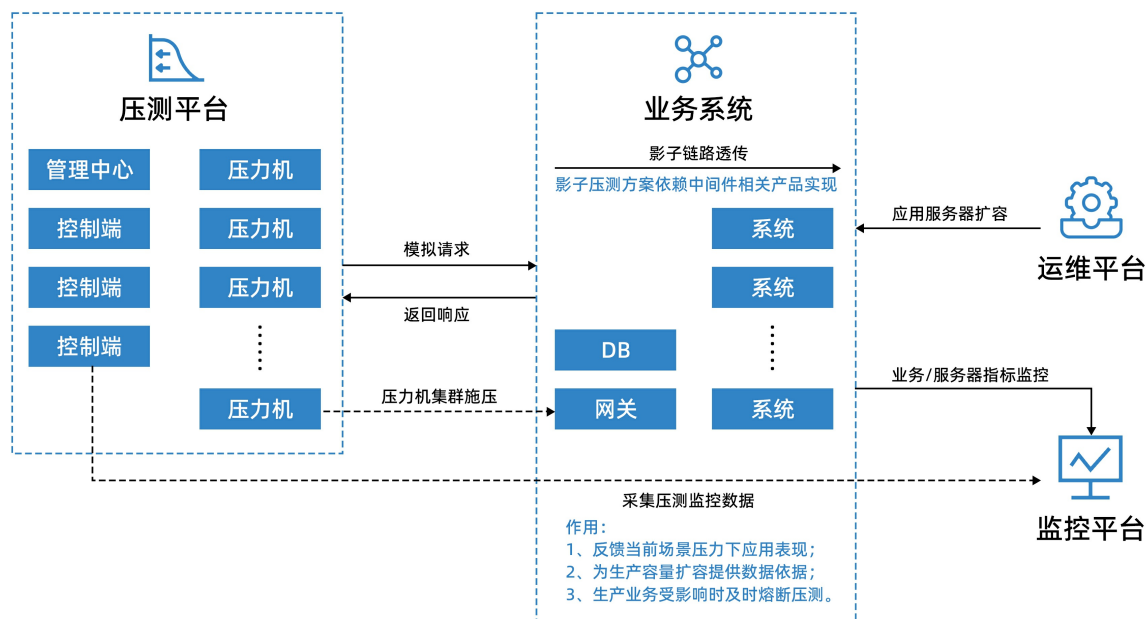 压测平台
管理中心
压力机
控制端
压力机
控制端
压力机
控制端
压力机
模拟请求
返回响应
压力机集群施压
业务系统
影子链路透传
影子压测方案依赖中间件相关产品实现
系统
系统
DB
网关
系统
应用服务器扩容
运维平台
业务/服务器指标监控
监控平台
采集压测监控数据
作用：
1、反馈当前场景压力下应用表现；
2、为生产容量扩容提供数据依据；
3、生产业务受影响时及时熔断压测。